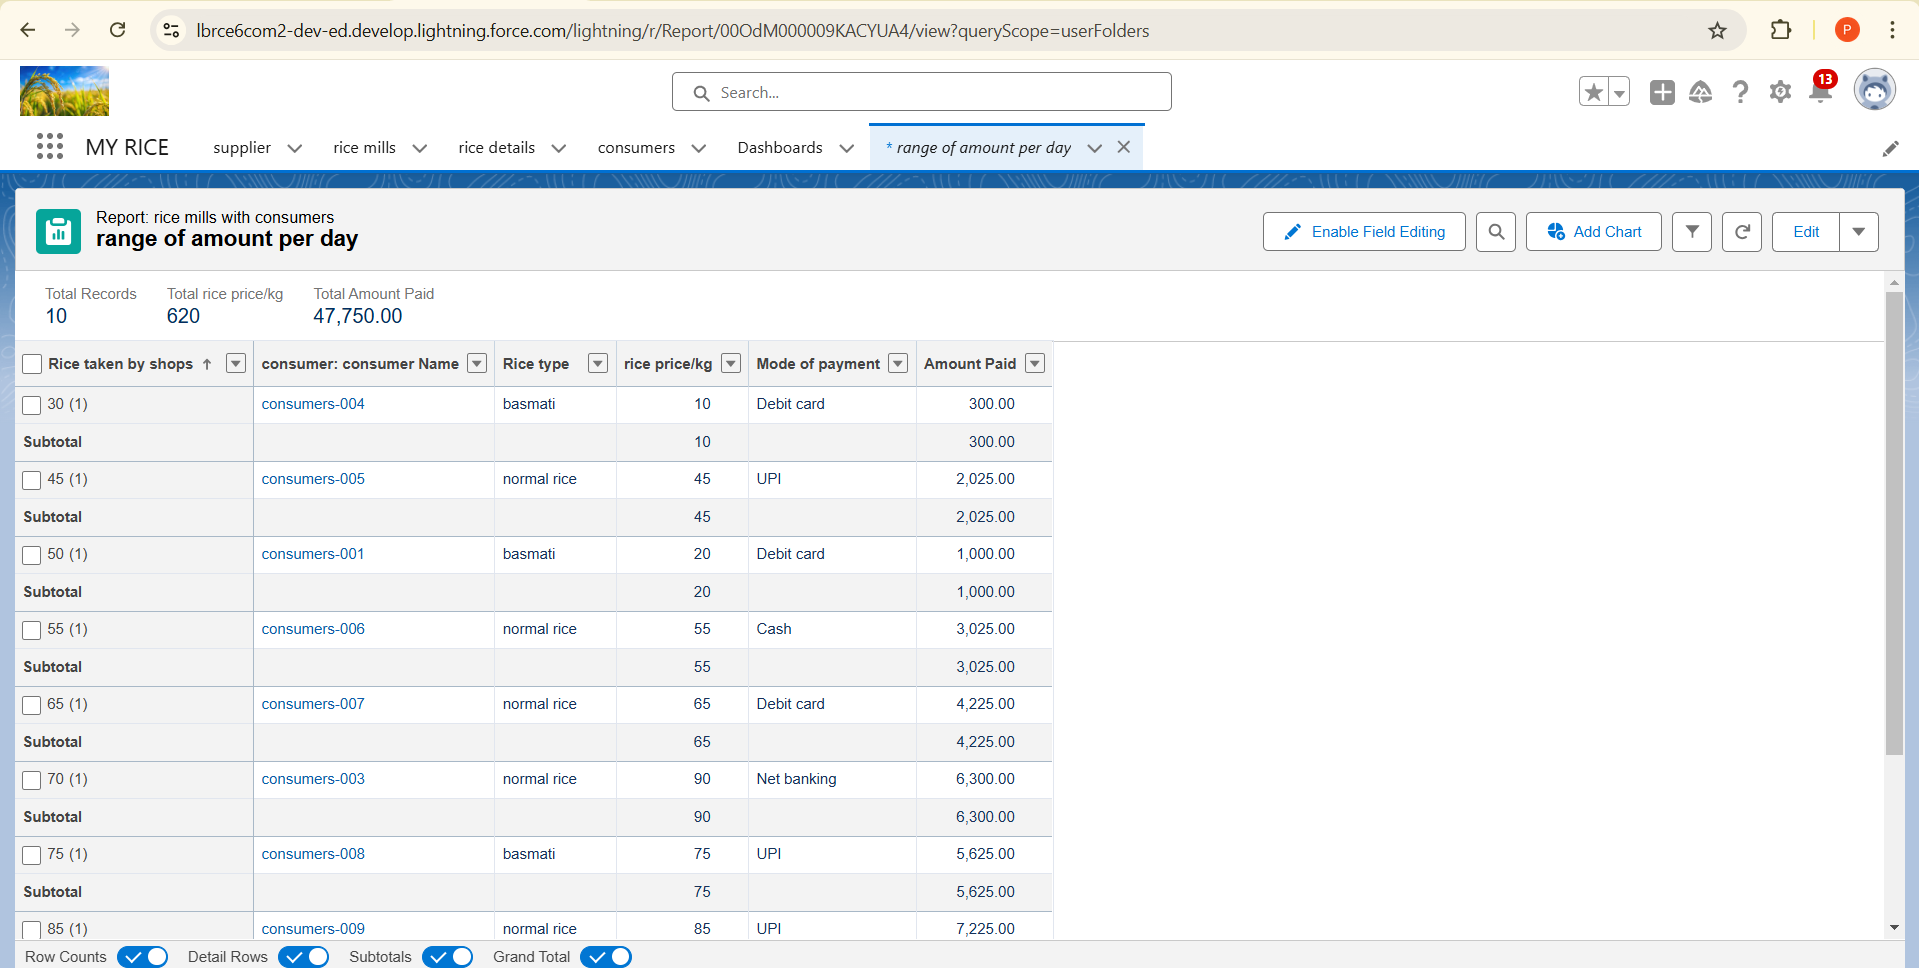 lbrce6com2-dev-ed.develop.lightning.force.com/lightning/r/Report/00OdM000009KACYUA4/view?queryScope=userFolders
P
Search...
13
MY RICE
supplier
rice mills
rice details
consumers
Dashboards
* range of amount per day
Report: rice mills with consumers
range of amount per day
Enable Field Editing
Add Chart
Edit
Total Records
10
Total rice price/kg
620
Total Amount Paid
47,750.00
Rice taken by shops ↑ consumer: consumer Name Rice type rice price/kg Mode of payment Amount Paid
30 (1) consumers-004 basmati 10 Debit card 300.00
Subtotal 10 300.00
45 (1) consumers-005 normal rice 45 UPI 2,025.00
Subtotal 45 2,025.00
50 (1) consumers-001 basmati 20 Debit card 1,000.00
Subtotal 20 1,000.00
55 (1) consumers-006 normal rice 55 Cash 3,025.00
Subtotal 55 3,025.00
65 (1) consumers-007 normal rice 65 Debit card 4,225.00
Subtotal 65 4,225.00
70 (1) consumers-003 normal rice 90 Net banking 6,300.00
Subtotal 90 6,300.00
75 (1) consumers-008 basmati 75 UPI 5,625.00
Subtotal 75 5,625.00
85 (1) consumers-009 normal rice 85 UPI 7,225.00
Row Counts Detail Rows Subtotals Grand Total